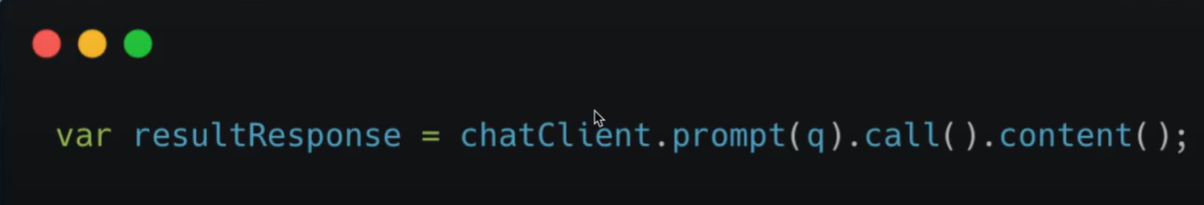 var resultResponse = chatClient.prompt(q).call().content();